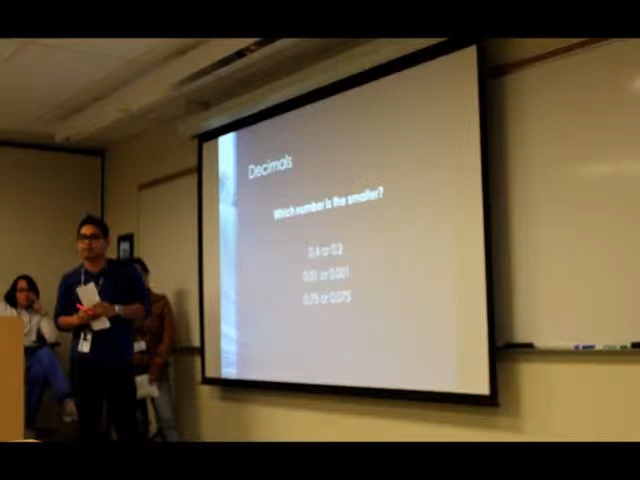 Decimals
Which number is the smaller?
0.4 or 0.3
0.01 or 0.001
0.75 or 0.075